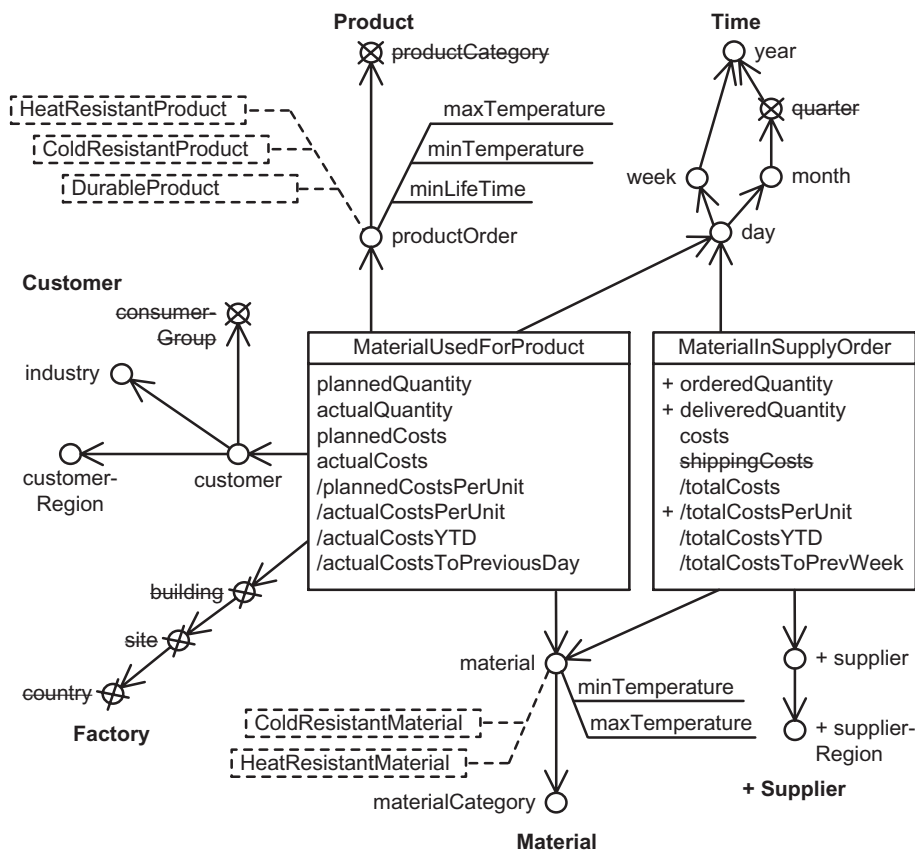 Product
Time
productCategory
year
HeatResistantProduct
maxTemperature
quarter
ColdResistantProduct
minTemperature
DurableProduct
minLifeTime
week
month
productOrder
day
Customer
consumer-
Group
industry
customer-
Region
customer
MaterialUsedForProduct
plannedQuantity
actualQuantity
plannedCosts
actualCosts
/plannedCostsPerUnit
/actualCostsPerUnit
/actualCostsYTD
/actualCostsToPreviousDay
MaterialInSupplyOrder
+ orderedQuantity
+ deliveredQuantity
costs
shippingCosts
/totalCosts
+ /totalCostsPerUnit
/totalCostsYTD
/totalCostsToPrevWeek
building
site
country
Factory
material
minTemperature
maxTemperature
ColdResistantMaterial
HeatResistantMaterial
materialCategory
Material
+ supplier
+ supplier-
Region
+ Supplier